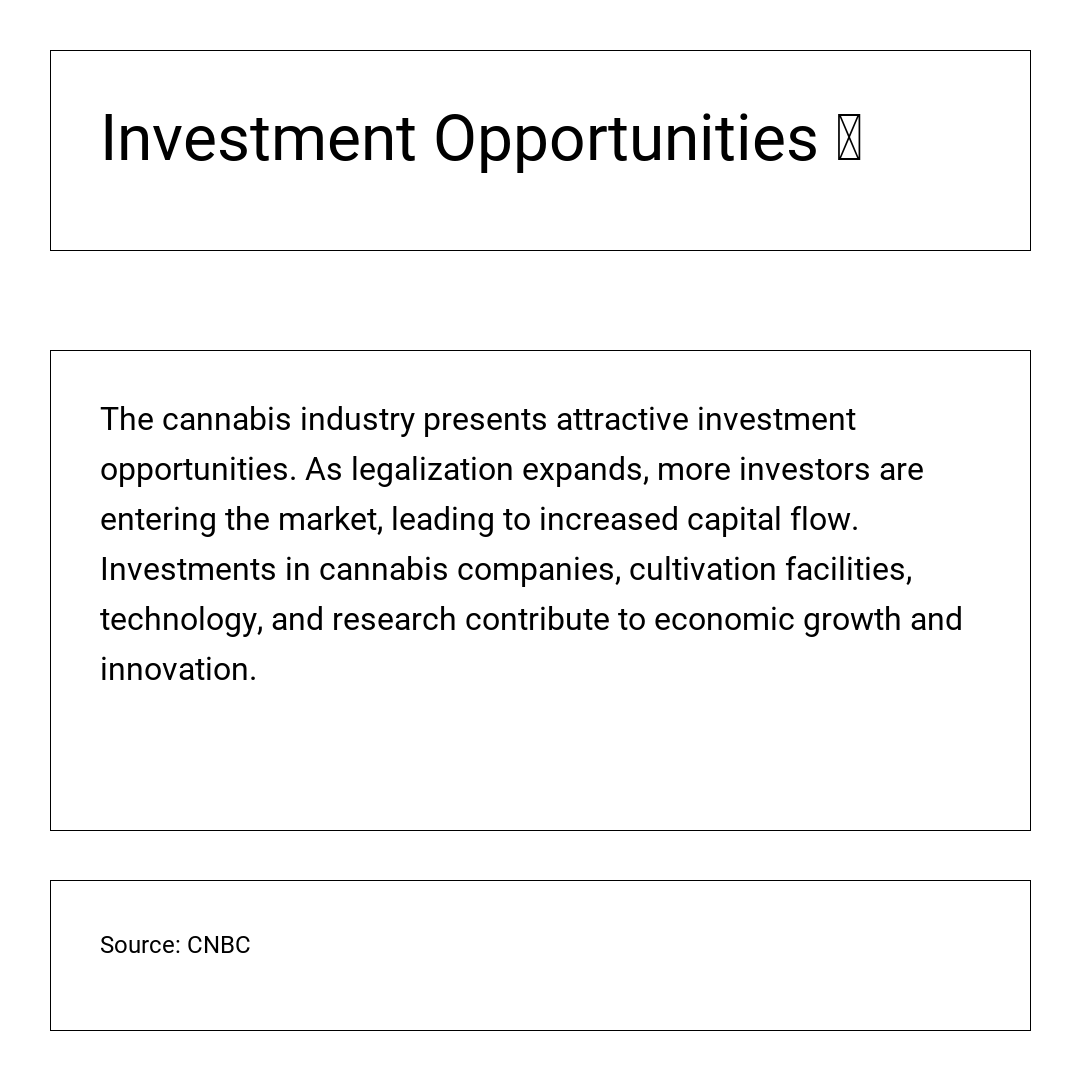 Investment Opportunities
The cannabis industry presents attractive investment
opportunities. As legalization expands, more investors are
entering the market, leading to increased capital flow.
Investments in cannabis companies, cultivation facilities,
technology, and research contribute to economic growth and
innovation.
Source: CNBC